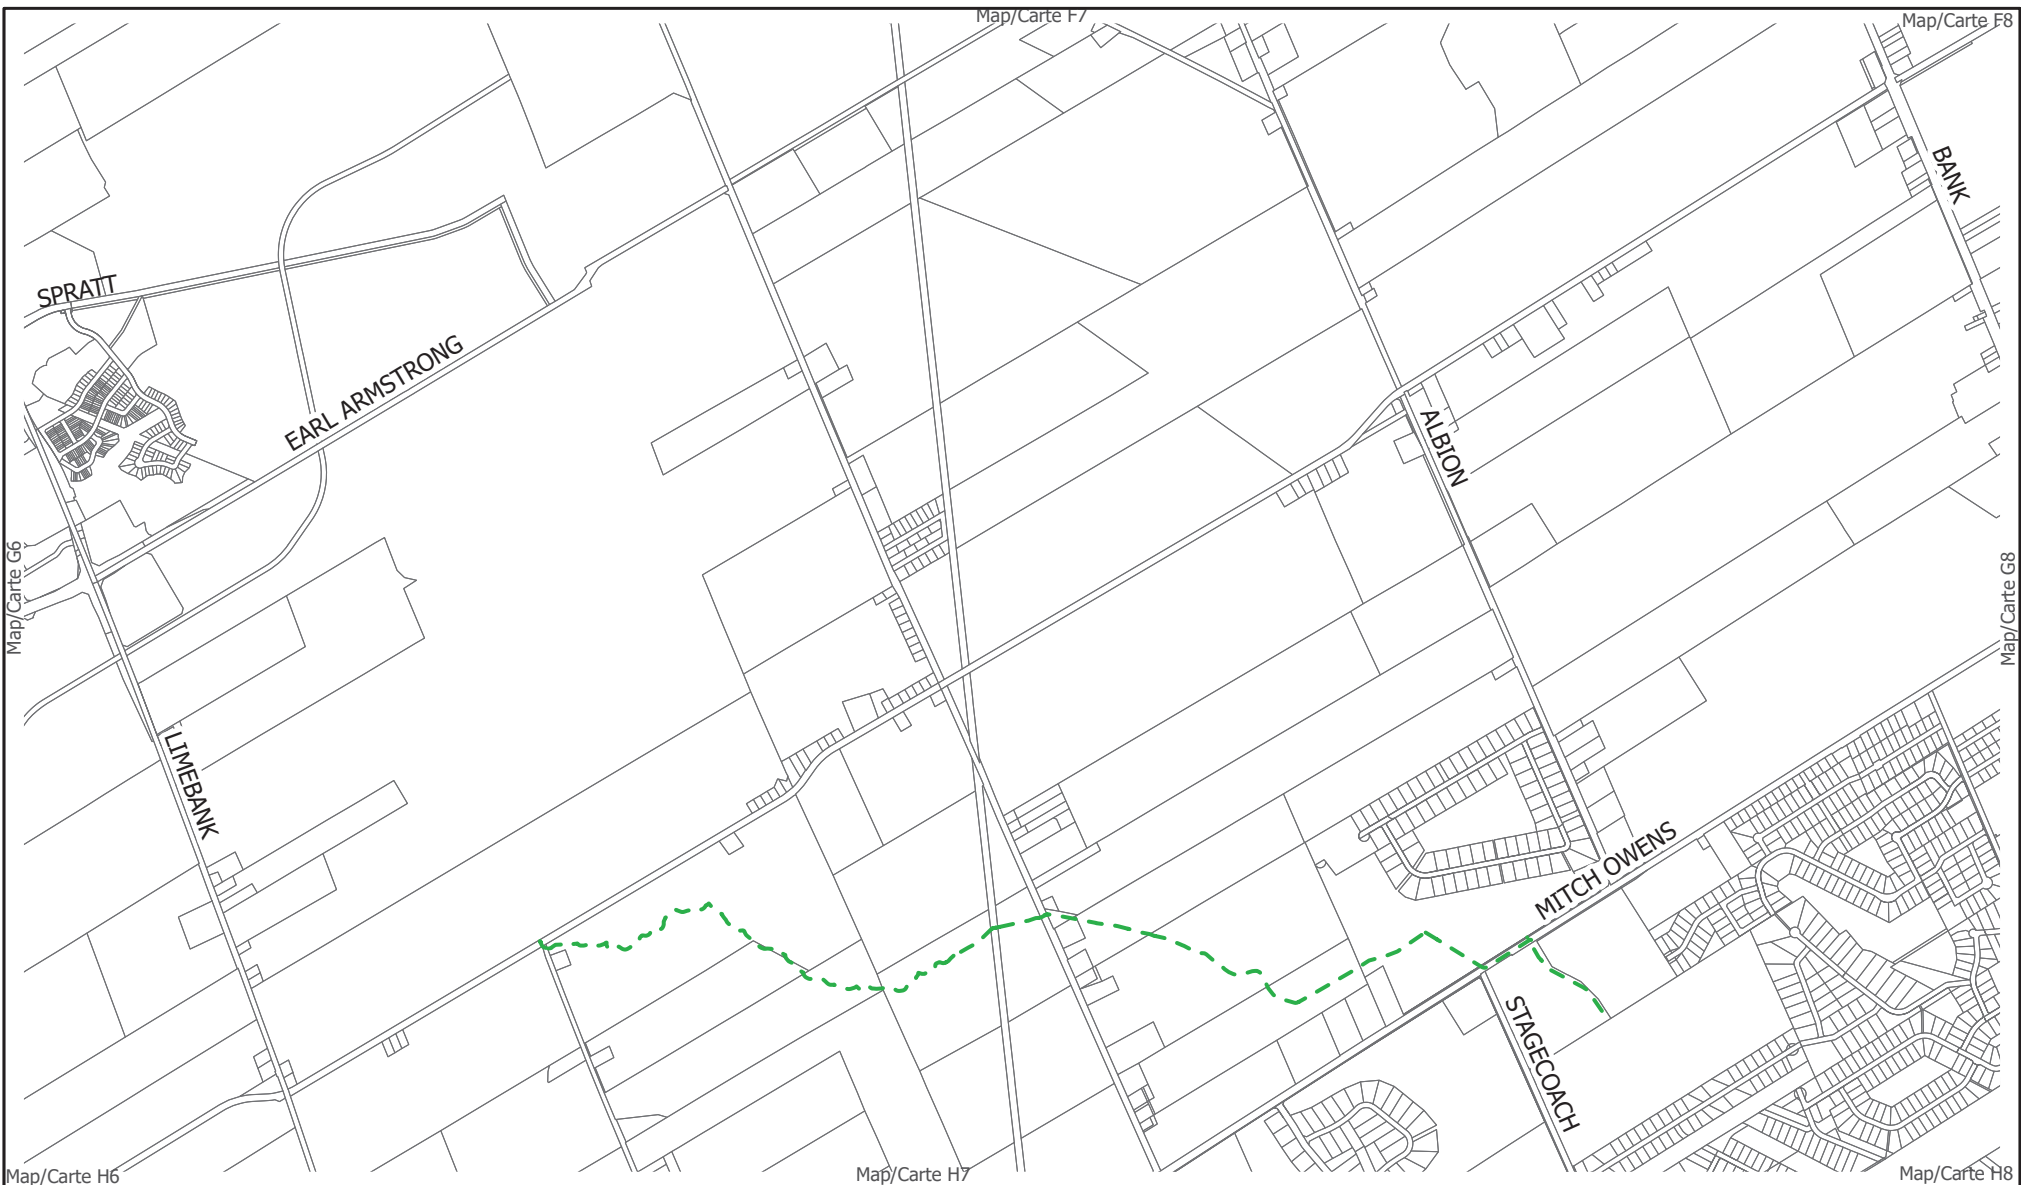 Map/Carte F7
Map/Carte F8
BANK
SPRATT
EARL ARMSTRONG
ALBION
Map/Carte G6
Map/Carte G8
LIMEBANK
MITCH OWENS
STAGECOACH
Map/Carte H6
Map/Carte H7
Map/Carte H8